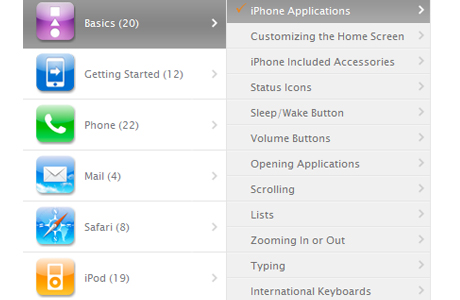 Basics (20)
Getting Started (12)
Phone (22)
Mail (4)
Safari (8)
iPod (19)
iPhone Applications
Customizing the Home Screen
iPhone Included Accessories
Status Icons
Sleep/Wake Button
Volume Buttons
Opening Applications
Scrolling
Lists
Zooming In or Out
Typing
International Keyboards